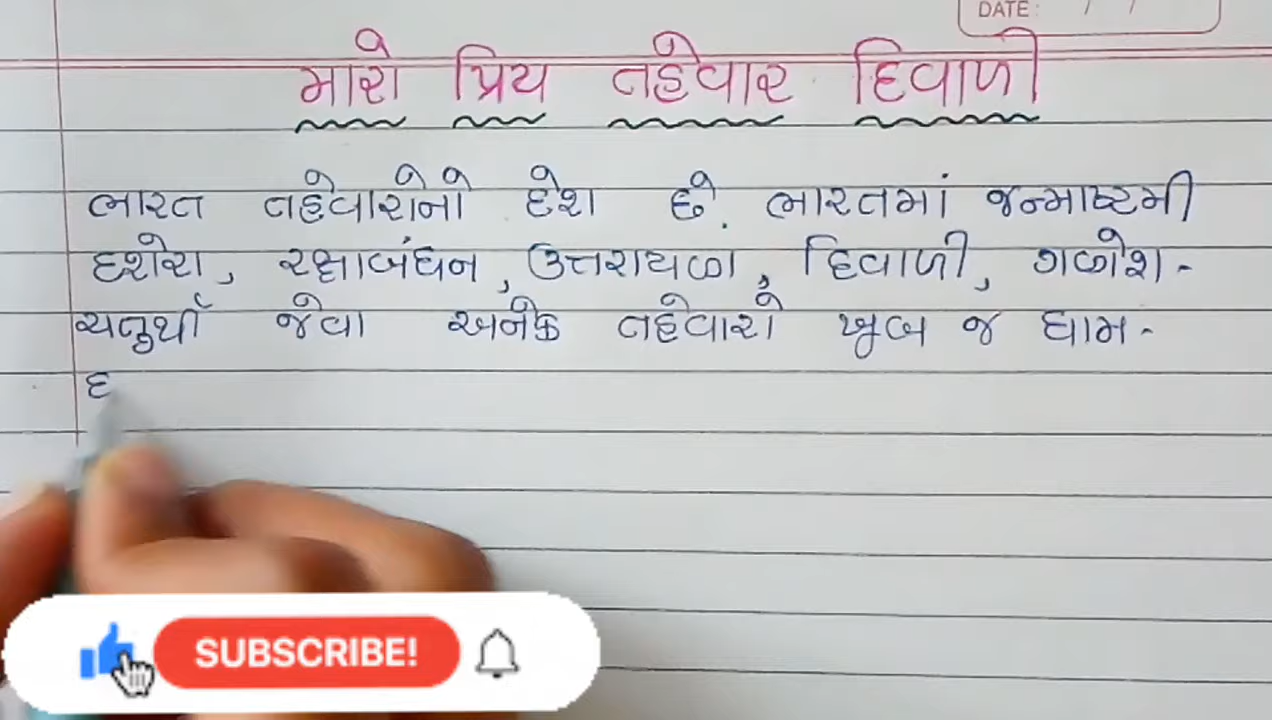 DATE: / /
મારો પ્રિય તહેવાર દિવાળી
ભારત તહેવારોનો દેશ છે. ભારતમાં જન્માષ્ટમી
દશેરા, રક્ષાબંધન, ઉત્તરાયણ, દિવાળી, ગણેશ-
ચતુર્થી જેવા અનેક તહેવારો ખૂબ જ ધામ-
ધ
SUBSCRIBE!